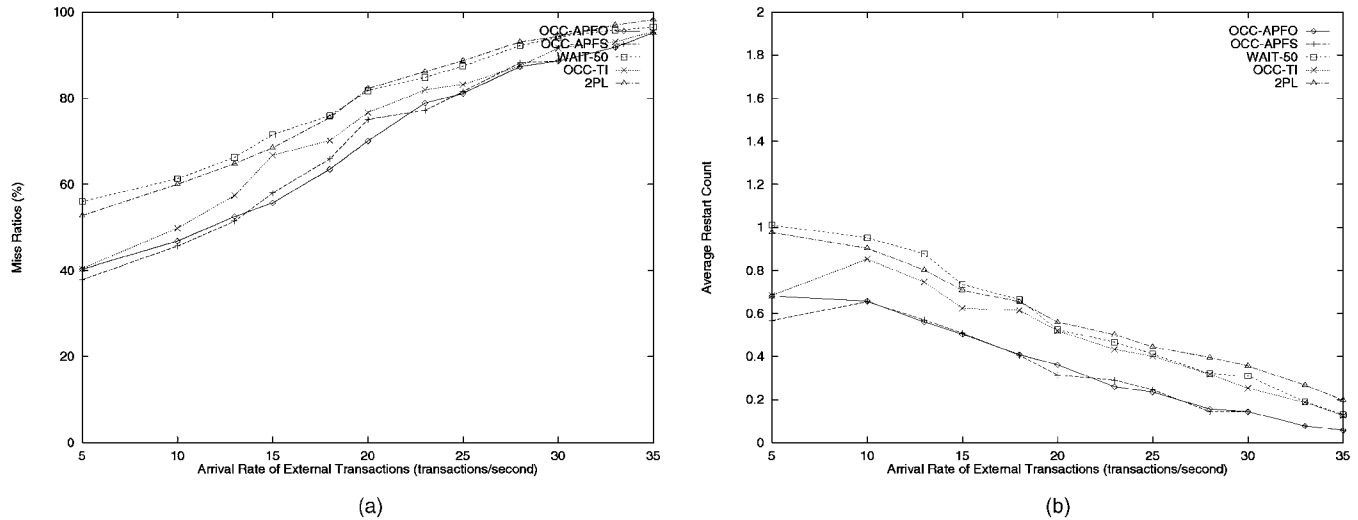 100
80
60
40
20
0
Miss Ratios (%)
OCC-APFO
OCC-APFS
WAIT-50
OCC-TI
2PL
5 10 15 20 25 30 35
Arrival Rate of External Transactions (transactions/second)
(a)
2
1.8
1.6
1.4
1.2
1
0.8
0.6
0.4
0.2
0
Average Restart Count
OCC-APFO
OCC-APFS
WAIT-50
OCC-TI
2PL
5 10 15 20 25 30 35
Arrival Rate of External Transactions (transactions/second)
(b)